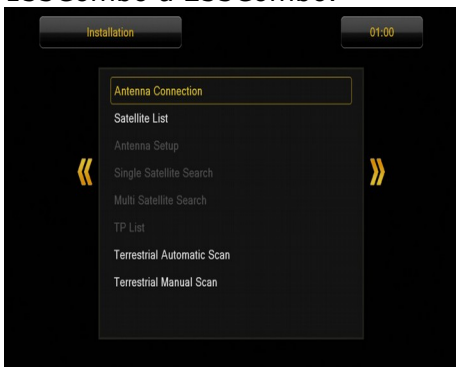 Installation
01:00
Antenna Connection
Satellite List
Antenna Setup
Single Satellite Search
Multi Satellite Search
TP List
Terrestrial Automatic Scan
Terrestrial Manual Scan